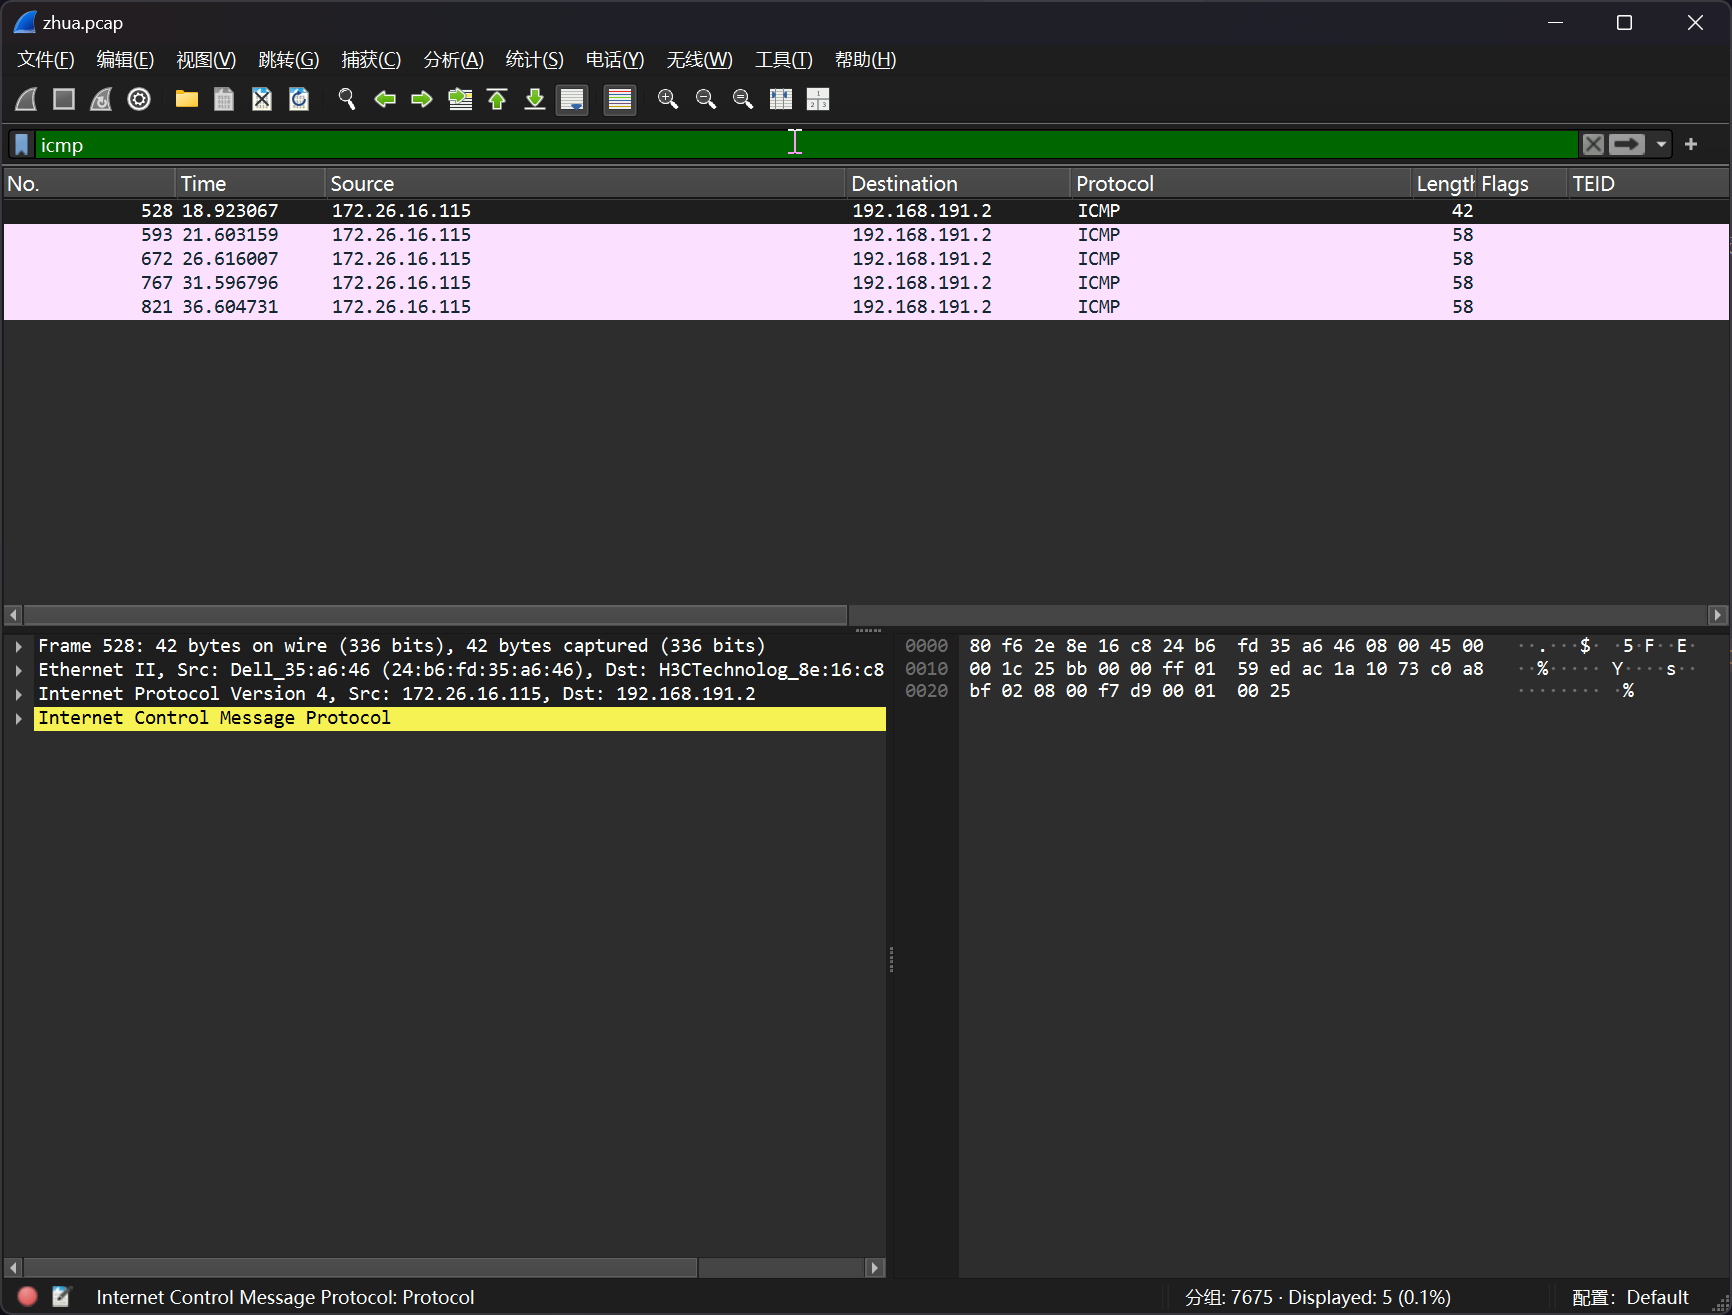 zhua.pcap
文件(F) 编辑(E) 视图(V) 跳转(G) 捕获(C) 分析(A) 统计(S) 电话(Y) 无线(W) 工具(T) 帮助(H)
icmp
No. Time Source Destination Protocol Length Flags TEID
528 18.923067 172.26.16.115 192.168.191.2 ICMP 42
593 21.603159 172.26.16.115 192.168.191.2 ICMP 58
672 26.616007 172.26.16.115 192.168.191.2 ICMP 58
767 31.596796 172.26.16.115 192.168.191.2 ICMP 58
821 36.604731 172.26.16.115 192.168.191.2 ICMP 58
Frame 528: 42 bytes on wire (336 bits), 42 bytes captured (336 bits)
Ethernet II, Src: Dell_35:a6:46 (24:b6:fd:35:a6:46), Dst: H3CTechnolog_8e:16:c8
Internet Protocol Version 4, Src: 172.26.16.115, Dst: 192.168.191.2
Internet Control Message Protocol
0000 80 f6 2e 8e 16 c8 24 b6 fd 35 a6 46 08 00 45 00 ··.···$· ·5·F··E·
0010 00 1c 25 bb 00 00 ff 01 59 ed ac 1a 10 73 c0 a8 ··%····· Y····s··
0020 bf 02 08 00 f7 d9 00 01 00 25 ········ ·%
Internet Control Message Protocol: Protocol
分组: 7675 · Displayed: 5 (0.1%)
配置: Default